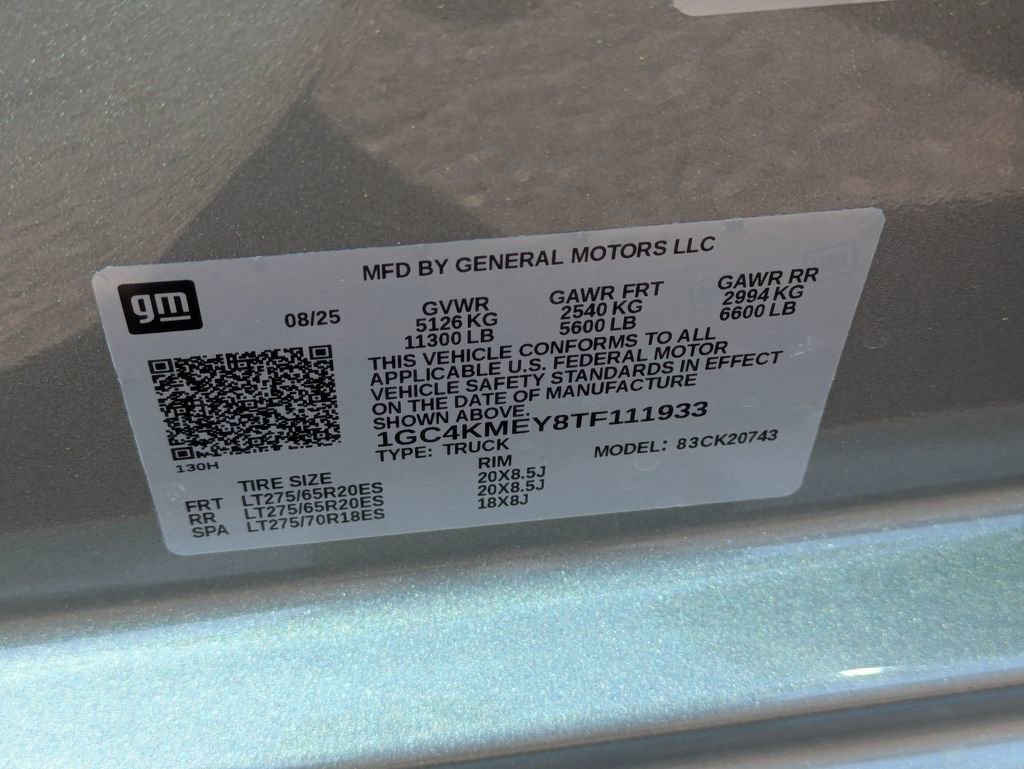 MFD BY GENERAL MOTORS LLC
gm
08/25
GVWR
5126 KG
11300 LB
GAWR FRT
2540 KG
5600 LB
GAWR RR
2994 KG
6600 LB
THIS VEHICLE CONFORMS TO ALL
APPLICABLE U.S. FEDERAL MOTOR
VEHICLE SAFETY STANDARDS IN EFFECT
ON THE DATE OF MANUFACTURE
SHOWN ABOVE.
1GC4KMEY8TF111933
TYPE: TRUCK
MODEL: 83CK20743
130H
TIRE SIZE RIM
FRT LT275/65R20ES 20X8.5J
RR LT275/65R20ES 20X8.5J
SPA LT275/70R18ES 18X8J